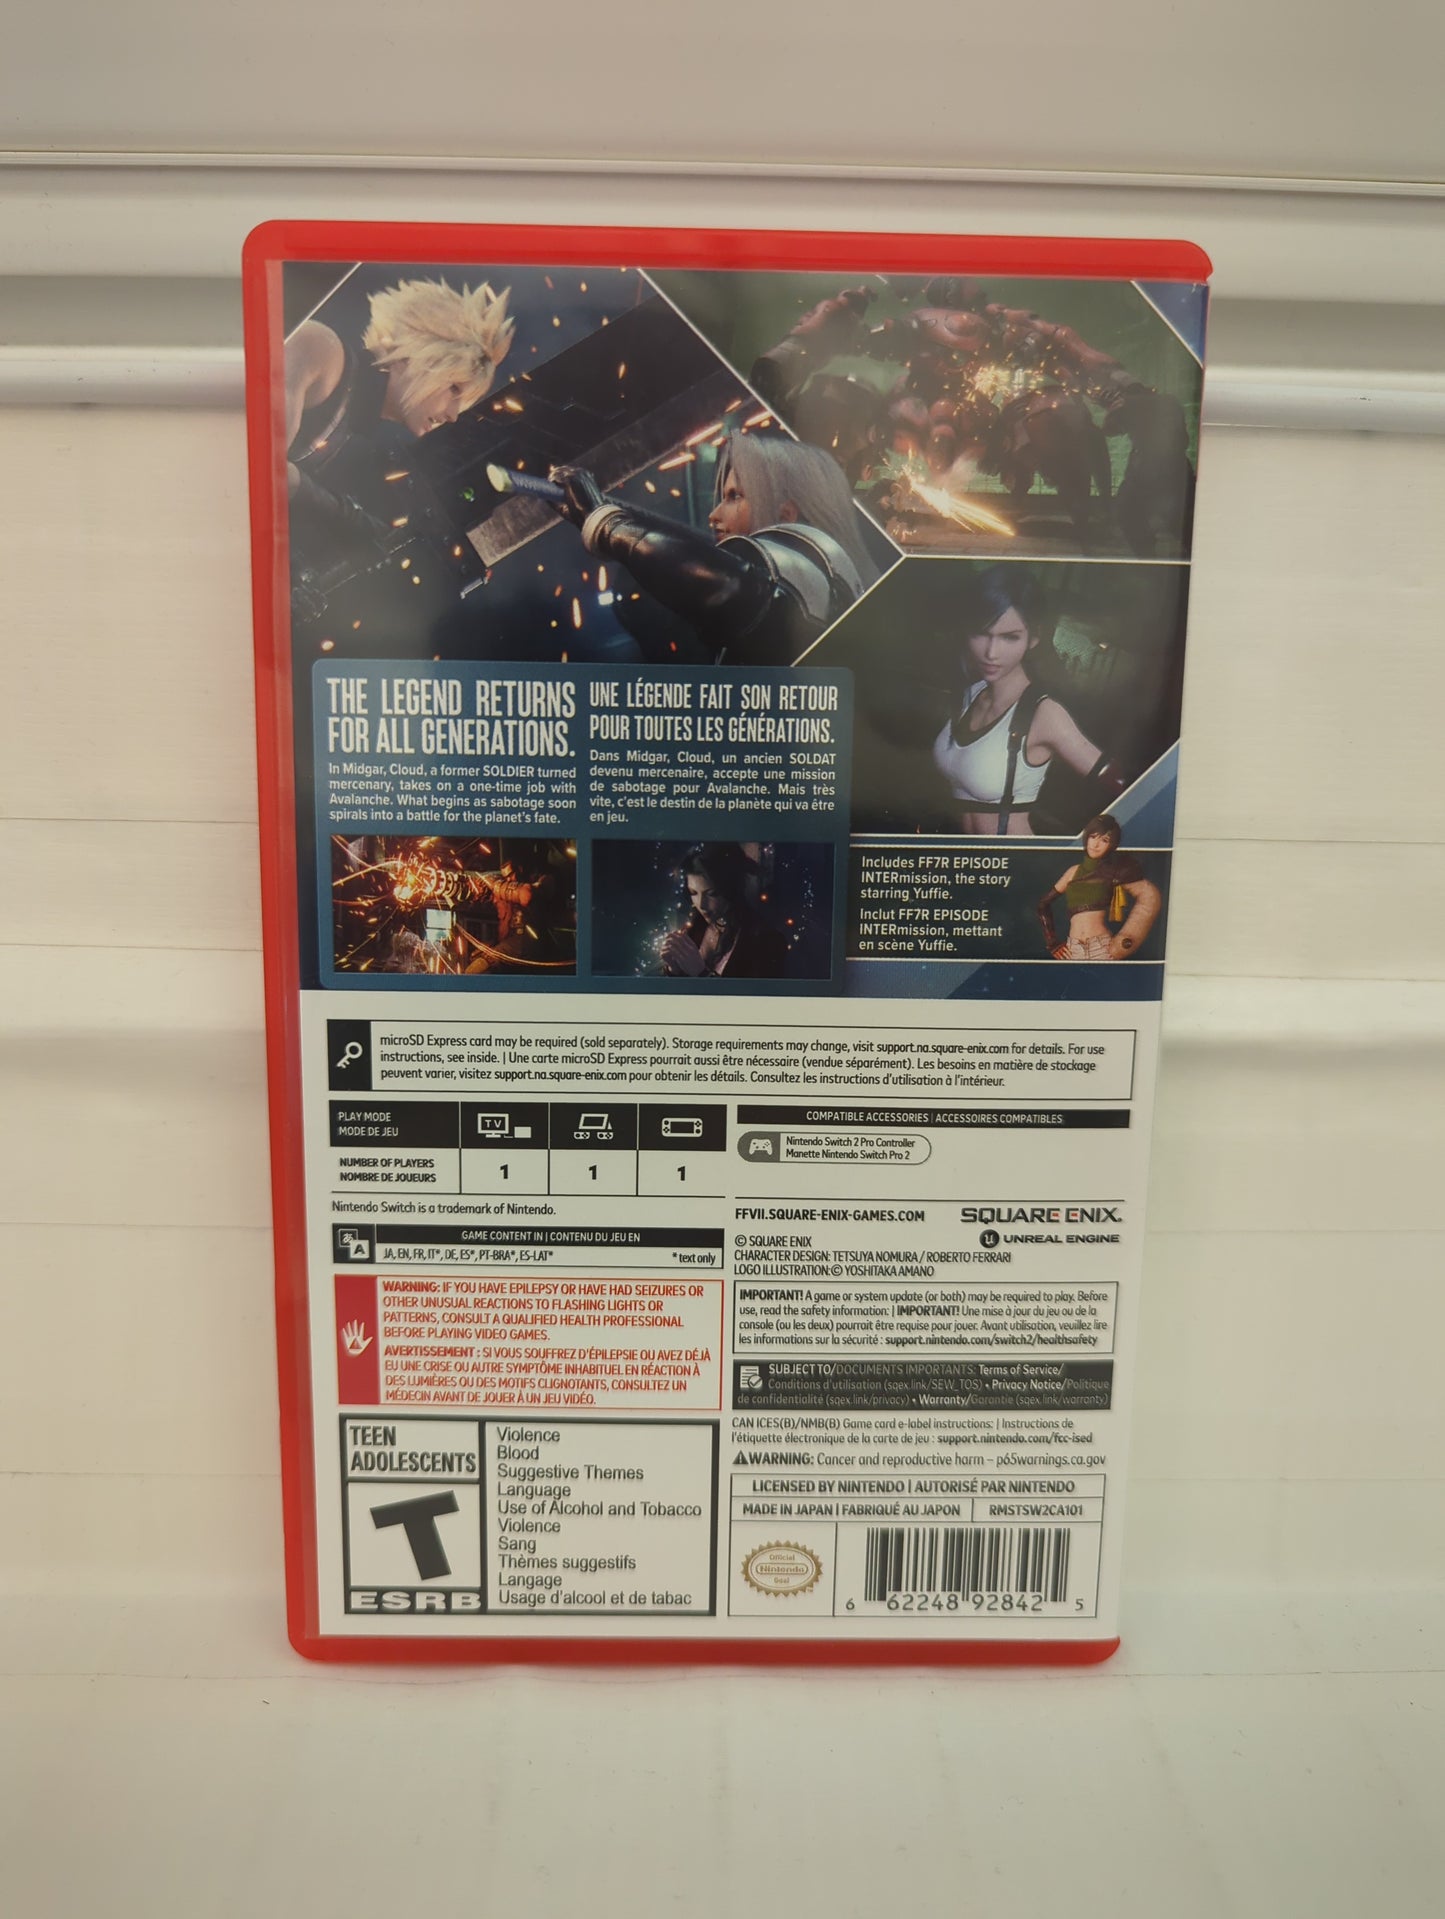 THE LEGEND RETURNS
FOR ALL GENERATIONS.
In Midgar, Cloud, a former SOLDIER turned
mercenary, takes on a one-time job with
Avalanche. What begins as sabotage soon
spirals into a battle for the planet's fate.
UNE LÉGENDE FAIT SON RETOUR
POUR TOUTES LES GÉNÉRATIONS.
Dans Midgar, Cloud, un ancien SOLDAT
devenu mercenaire, accepte une mission
de sabotage pour Avalanche. Mais très
vite, c'est le destin de la planète qui va être
en jeu.
Includes FF7R EPISODE
INTERmission, the story
starring Yuffie.
Inclut FF7R EPISODE
INTERmission, mettant
en scène Yuffie.
microSD Express card may be required (sold separately). Storage requirements may change, visit support.na.square-enix.com for details. For use
instructions, see inside. | Une carte microSD Express pourrait aussi être nécessaire (vendue séparément). Les besoins en matière de stockage
peuvent varier, visitez support.na.square-enix.com pour obtenir les détails. Consultez les instructions d'utilisation à l'intérieur.
PLAY MODE
MODE DE JEU
TV
NUMBER OF PLAYERS
NOMBRE DE JOUEURS
1 1 1
COMPATIBLE ACCESSORIES | ACCESSOIRES COMPATIBLES
Nintendo Switch 2 Pro Controller
Manette Nintendo Switch Pro 2
Nintendo Switch is a trademark of Nintendo.
あ A
GAME CONTENT IN | CONTENU DU JEU EN
JA, EN, FR, IT*, DE, ES*, PT-BRA*, ES-LAT* * text only
WARNING: IF YOU HAVE EPILEPSY OR HAVE HAD SEIZURES OR
OTHER UNUSUAL REACTIONS TO FLASHING LIGHTS OR
PATTERNS, CONSULT A QUALIFIED HEALTH PROFESSIONAL
BEFORE PLAYING VIDEO GAMES.
AVERTISSEMENT : SI VOUS SOUFFREZ D'ÉPILEPSIE OU AVEZ DÉJÀ
EU UNE CRISE OU AUTRE SYMPTÔME INHABITUEL EN RÉACTION À
DES LUMIÈRES OU DES MOTIFS CLIGNOTANTS, CONSULTEZ UN
MÉDECIN AVANT DE JOUER À UN JEU VIDÉO.
TEEN
ADOLESCENTS
T
ESRB
Violence
Blood
Suggestive Themes
Language
Use of Alcohol and Tobacco
Violence
Sang
Thèmes suggestifs
Langage
Usage d'alcool et de tabac
FFVII.SQUARE-ENIX-GAMES.COM
SQUARE ENIX.
UNREAL ENGINE
© SQUARE ENIX
CHARACTER DESIGN: TETSUYA NOMURA / ROBERTO FERRARI
LOGO ILLUSTRATION:© YOSHITAKA AMANO
IMPORTANT! A game or system update (or both) may be required to play. Before
use, read the safety information: | IMPORTANT! Une mise à jour du jeu ou de la
console (ou les deux) pourrait être requise pour jouer. Avant utilisation, veuillez lire
les informations sur la sécurité : support.nintendo.com/switch2/healthsafety
SUBJECT TO/DOCUMENTS IMPORTANTS: Terms of Service/
Conditions d'utilisation (sqex.link/SEW_TOS) • Privacy Notice/Politique
de confidentialité (sqex.link/privacy) • Warranty/Garantie (sqex.link/warranty)
CAN ICES(B)/NMB(B) Game card e-label instructions: | Instructions de
l'étiquette électronique de la carte de jeu : support.nintendo.com/fcc-ised
WARNING: Cancer and reproductive harm – p65warnings.ca.gov
LICENSED BY NINTENDO | AUTORISÉ PAR NINTENDO
MADE IN JAPAN | FABRIQUÉ AU JAPON RMSTSW2CA101
Official
Nintendo
Seal
6 62248 92842 5